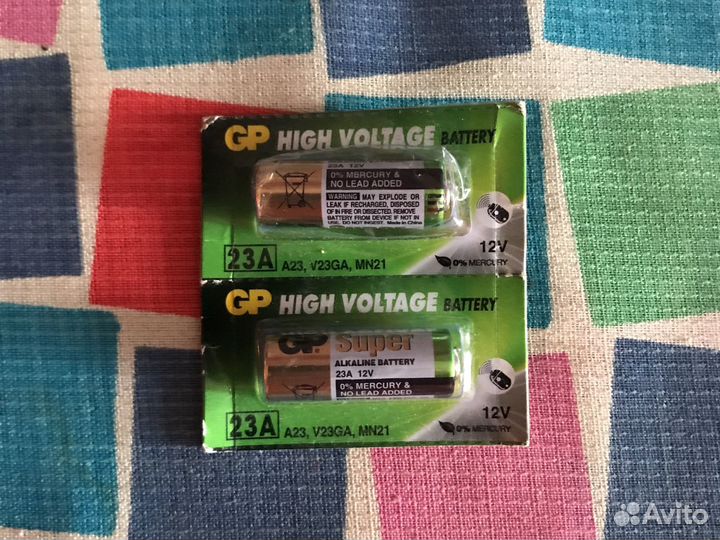 GP HIGH VOLTAGE BATTERY
23A 12V
0% MERCURY &
NO LEAD ADDED
WARNING MAY EXPLODE OR
LEAK IF RECHARGED, DISPOSED
OF IN FIRE OR DISSECTED. REMOVE
BATTERY FROM DEVICE IF NOT IN
USE. DO NOT INGEST. Made in China
12V
23A A23, V23GA, MN21
0% MERCURY
GP HIGH VOLTAGE BATTERY
GP Super
ALKALINE BATTERY
23A 12V
0% MERCURY &
NO LEAD ADDED
12V
23A A23, V23GA, MN21
0% MERCURY
Avito